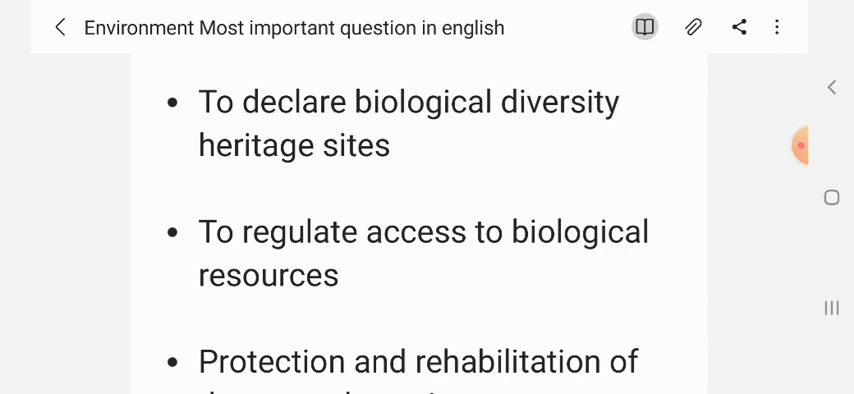 Environment Most important question in english
• To declare biological diversity
heritage sites
• To regulate access to biological
resources
• Protection and rehabilitation of